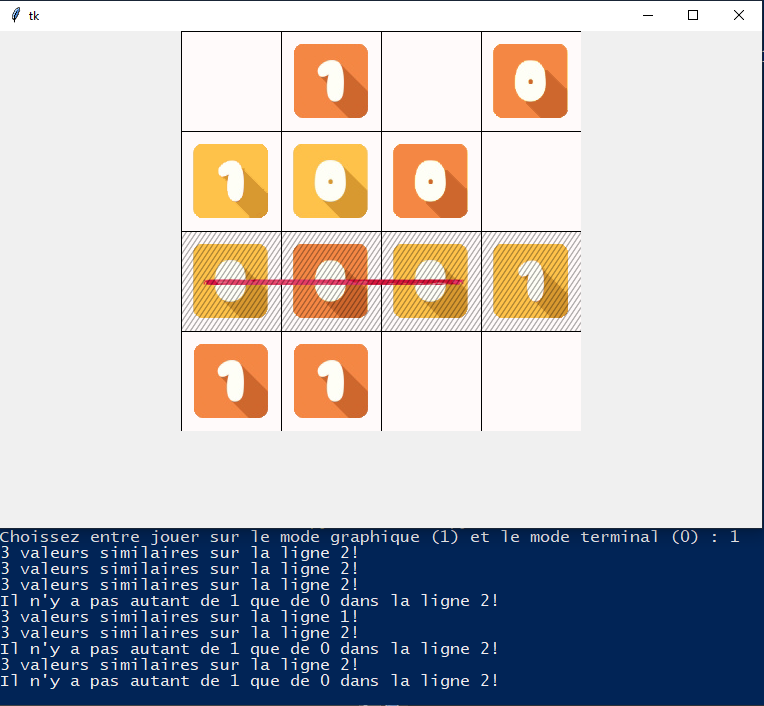 tk
1 0
1 0 0
0 0 0 1
1 1
Choissez entre jouer sur le mode graphique (1) et le mode terminal (0) : 1
3 valeurs similaires sur la ligne 2!
3 valeurs similaires sur la ligne 2!
3 valeurs similaires sur la ligne 2!
Il n'y a pas autant de 1 que de 0 dans la ligne 2!
3 valeurs similaires sur la ligne 1!
3 valeurs similaires sur la ligne 2!
Il n'y a pas autant de 1 que de 0 dans la ligne 2!
3 valeurs similaires sur la ligne 2!
Il n'y a pas autant de 1 que de 0 dans la ligne 2!